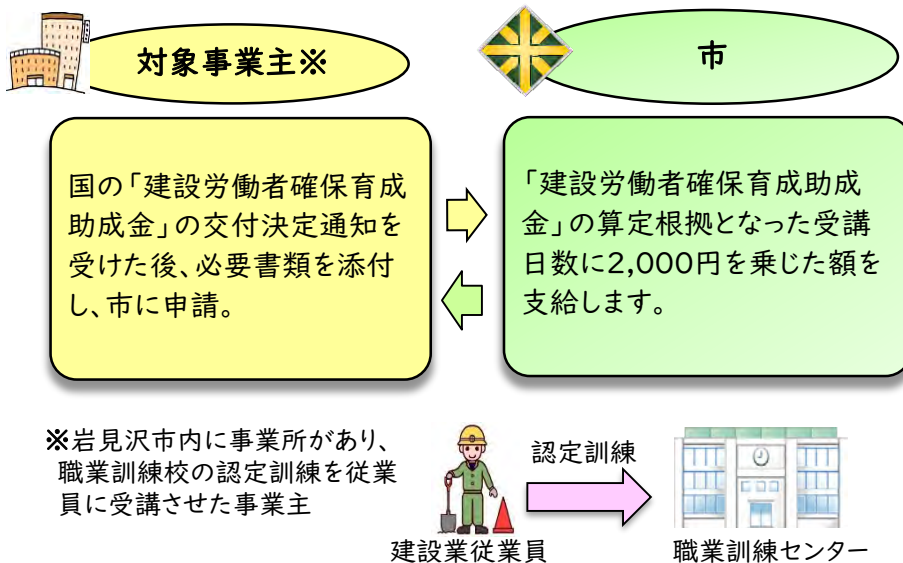 対象事業主※
市
国の「建設労働者確保育成
助成金」の交付決定通知を
受けた後、必要書類を添付
し、市に申請。
「建設労働者確保育成助成
金」の算定根拠となった受講
日数に2,000円を乗じた額を
支給します。
※岩見沢市内に事業所があり、
職業訓練校の認定訓練を従業
員に受講させた事業主
認定訓練
建設業従業員
職業訓練センター